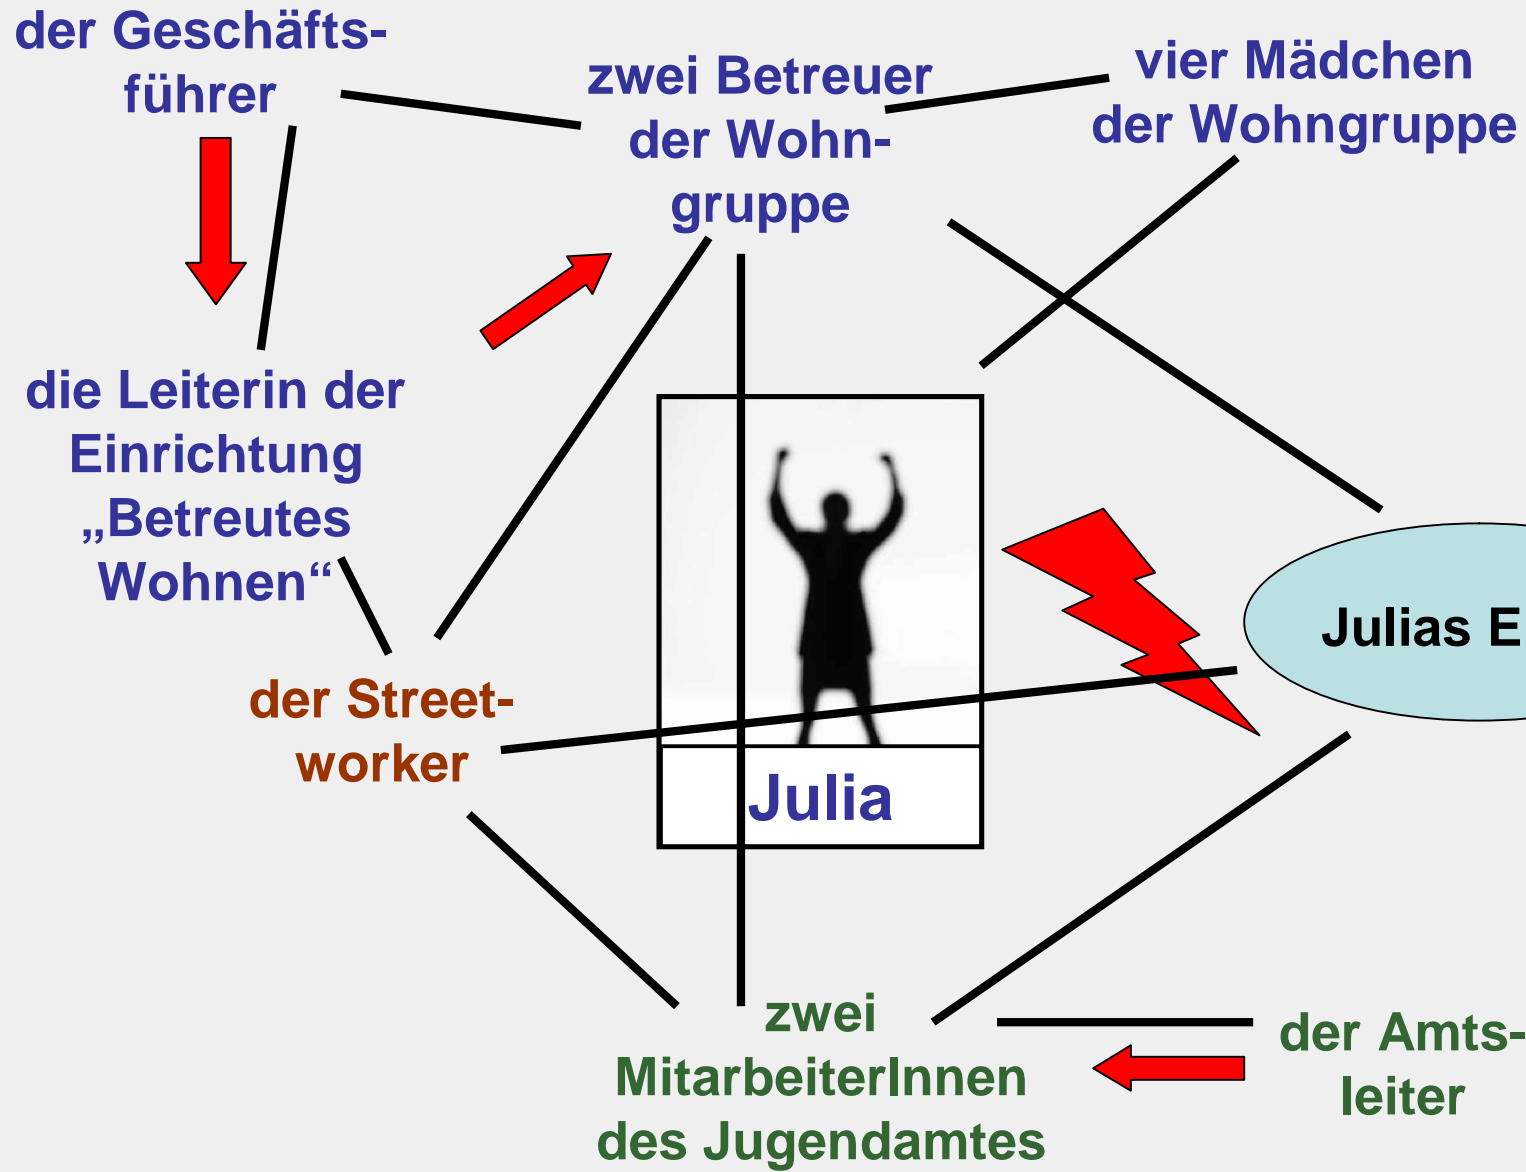 der Geschäfts-
führer
zwei Betreuer
der Wohn-
gruppe
vier Mädchen
der Wohngruppe
die Leiterin der
Einrichtung
„Betreutes
Wohnen“
der Street-
worker
Julia
Julias E
zwei
MitarbeiterInnen
des Jugendamtes
der Amts-
leiter